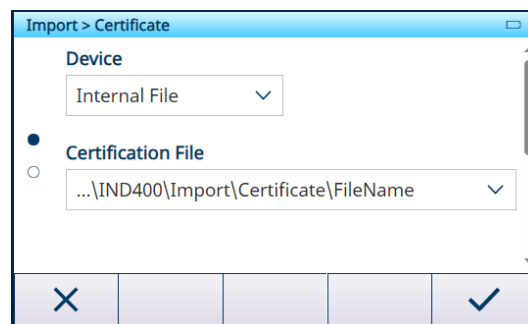 Import > Certificate
Device
Internal File
Certification File
...\IND400\Import\Certificate\FileName